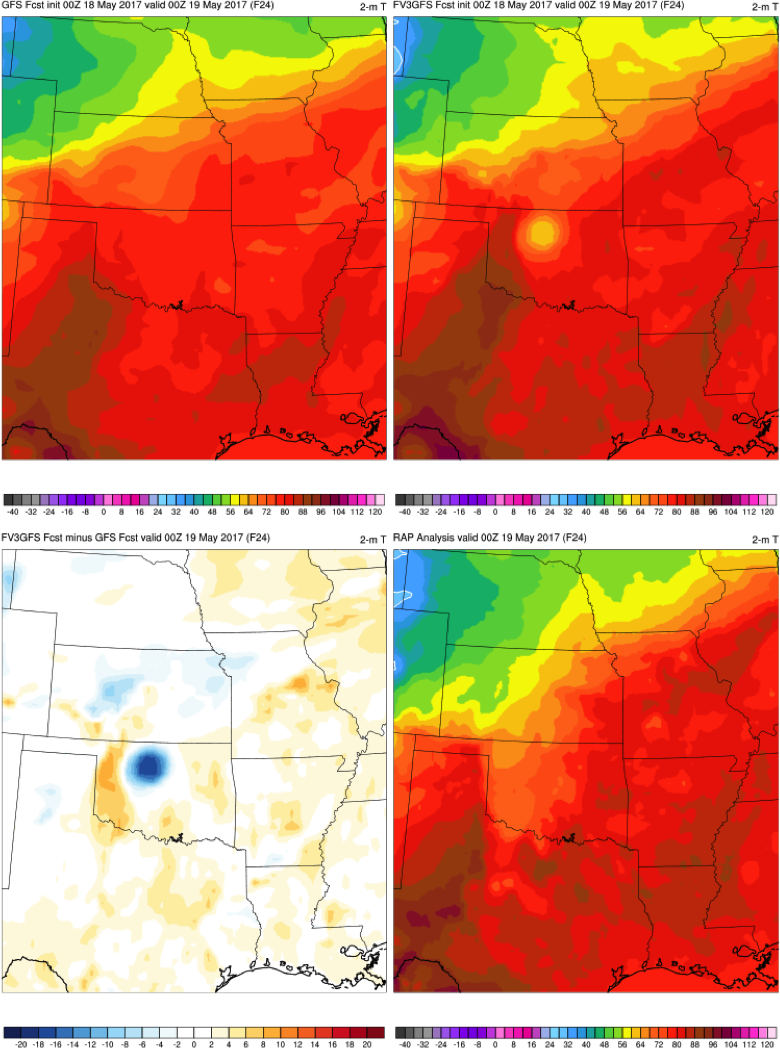 GFS Fcst init 00Z 18 May 2017 valid 00Z 19 May 2017 (F24) 2-m T
FV3GFS Fcst init 00Z 18 May 2017 valid 00Z 19 May 2017 (F24) 2-m T
-40 -32 -24 -16 -8 0 8 16 24 32 40 48 56 64 72 80 88 96 104 112 120
-40 -32 -24 -16 -8 0 8 16 24 32 40 48 56 64 72 80 88 96 104 112 120
FV3GFS Fcst minus GFS Fcst valid 00Z 19 May 2017 (F24) 2-m T
RAP Analysis valid 00Z 19 May 2017 (F24) 2-m T
-20 -18 -16 -14 -12 -10 -8 -6 -4 -2 2 4 6 8 10 12 14 16 18 20
-40 -32 -24 -16 -8 0 8 16 24 32 40 48 56 64 72 80 88 96 104 112 120